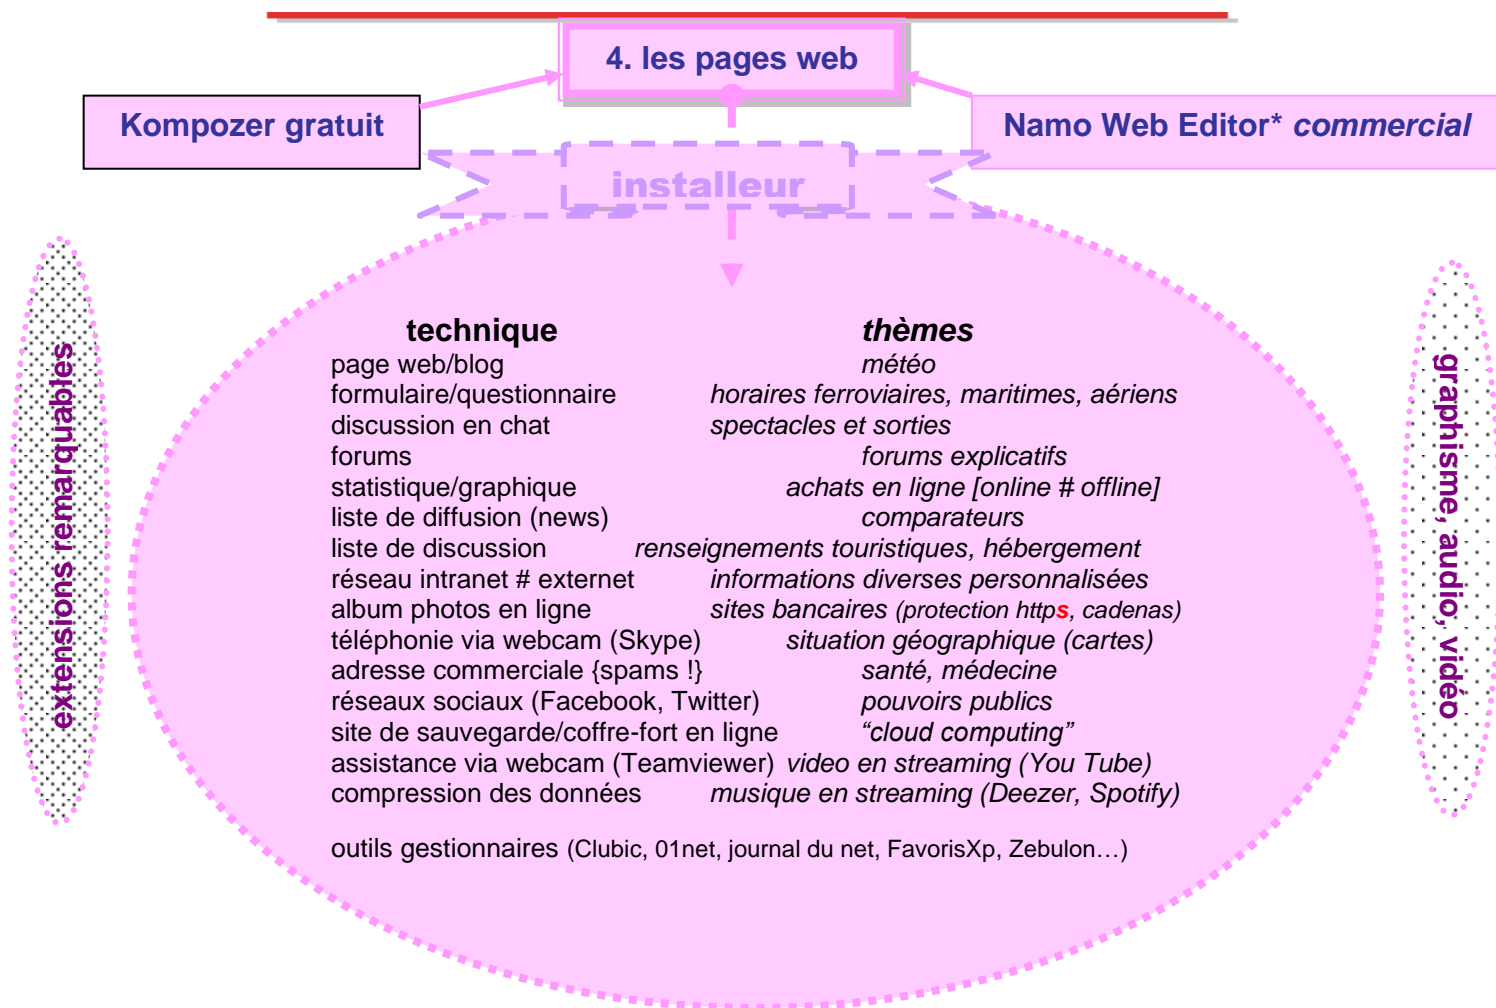 4. les pages web
Kompozer gratuit
Namo Web Editor* commercial
installeur
extensions remarquables
technique thèmes
page web/blog météo
formulaire/questionnaire horaires ferroviaires, maritimes, aériens
discussion en chat spectacles et sorties
forums forums explicatifs
statistique/graphique achats en ligne [online # offline]
liste de diffusion (news) comparateurs
liste de discussion renseignements touristiques, hébergement
réseau intranet # externet informations diverses personnalisées
album photos en ligne sites bancaires (protection https, cadenas)
téléphonie via webcam (Skype) situation géographique (cartes)
adresse commerciale {spams !} santé, médecine
réseaux sociaux (Facebook, Twitter) pouvoirs publics
site de sauvegarde/coffre-fort en ligne “cloud computing”
assistance via webcam (Teamviewer) video en streaming (You Tube)
compression des données musique en streaming (Deezer, Spotify)
outils gestionnaires (Clubic, 01net, journal du net, FavorisXp, Zebulon…)
graphisme, audio, vidéo